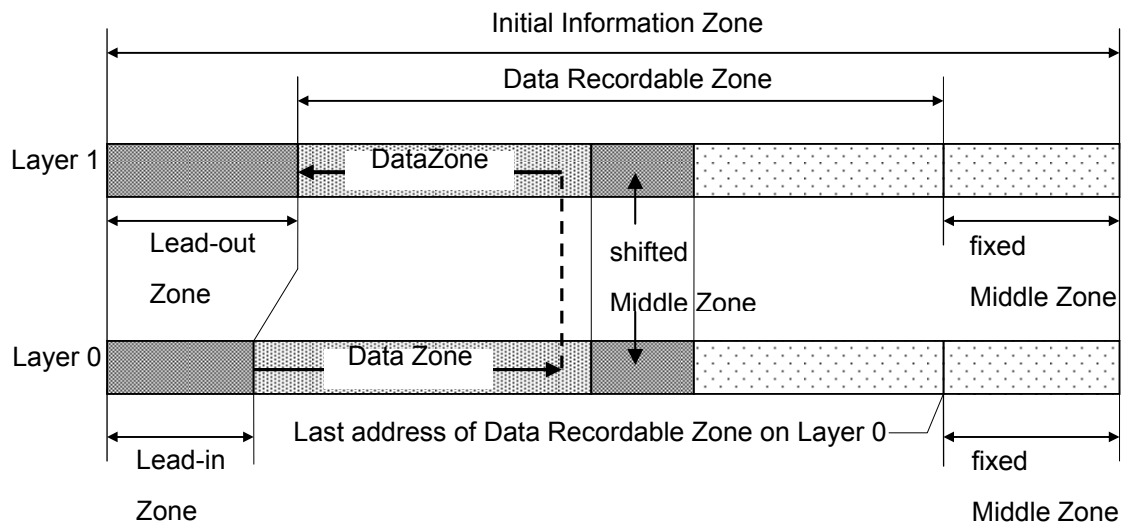 Initial Information Zone
Data Recordable Zone
Layer 1
DataZone
Lead-out
Zone
shifted
Middle Zone
fixed
Middle Zone
Layer 0
Data Zone
Last address of Data Recordable Zone on Layer 0
Lead-in
Zone
fixed
Middle Zone